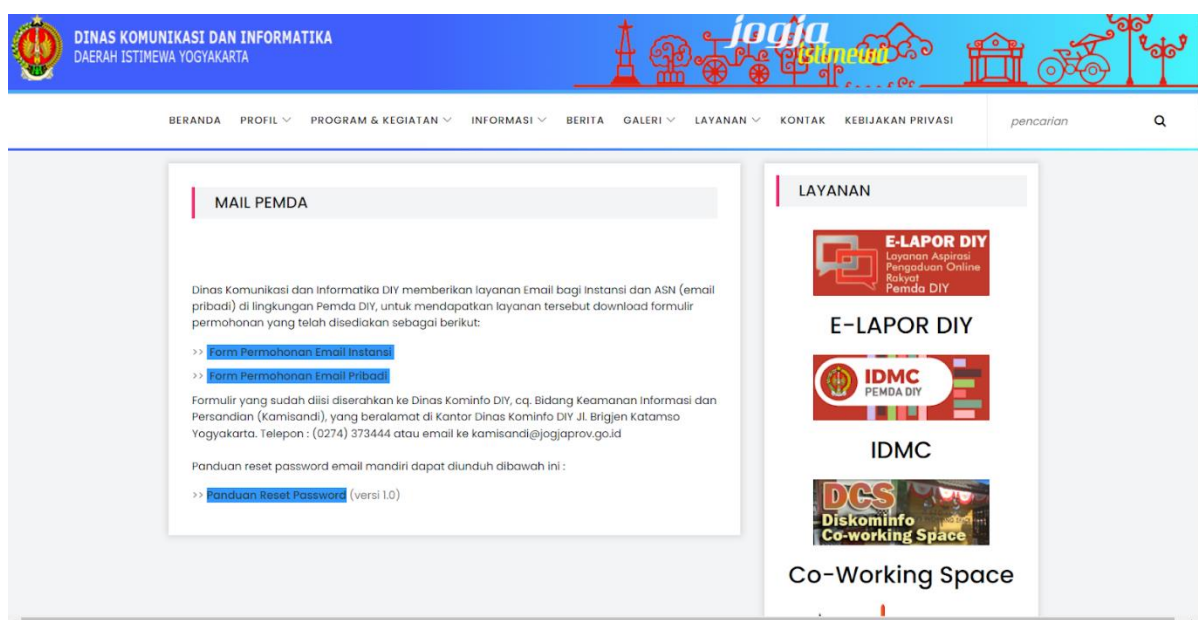 DINAS KOMUNIKASI DAN INFORMATIKA
DAERAH ISTIMEWA YOGYAKARTA
jogja
istimewa
BERANDA PROFIL PROGRAM & KEGIATAN INFORMASI BERITA GALERI LAYANAN KONTAK KEBIJAKAN PRIVASI pencarian
MAIL PEMDA
Dinas Komunikasi dan Informatika DIY memberikan layanan Email bagi Instansi dan ASN (email
pribadi) di lingkungan Pemda DIY, untuk mendapatkan layanan tersebut download formulir
permohonan yang telah disediakan sebagai berikut:
>> Form Permohonan Email Instansi
>> Form Permohonan Email Pribadi
Formulir yang sudah diisi diserahkan ke Dinas Kominfo DIY, cq. Bidang Keamanan Informasi dan
Persandian (Kamisandi), yang beralamat di Kantor Dinas Kominfo DIY Jl. Brigjen Katamso
Yogyakarta. Telepon : (0274) 373444 atau email ke kamisandi@jogjaprov.go.id
Panduan reset password email mandiri dapat diunduh dibawah ini :
>> Panduan Reset Password (versi 1.0)
LAYANAN
E-LAPOR DIY
Layanan Aspirasi
Pengaduan Online
Rakyat
Pemda DIY
E-LAPOR DIY
IDMC
PEMDA DIY
IDMC
DCS
Diskominfo
Co-working Space
Co-Working Space